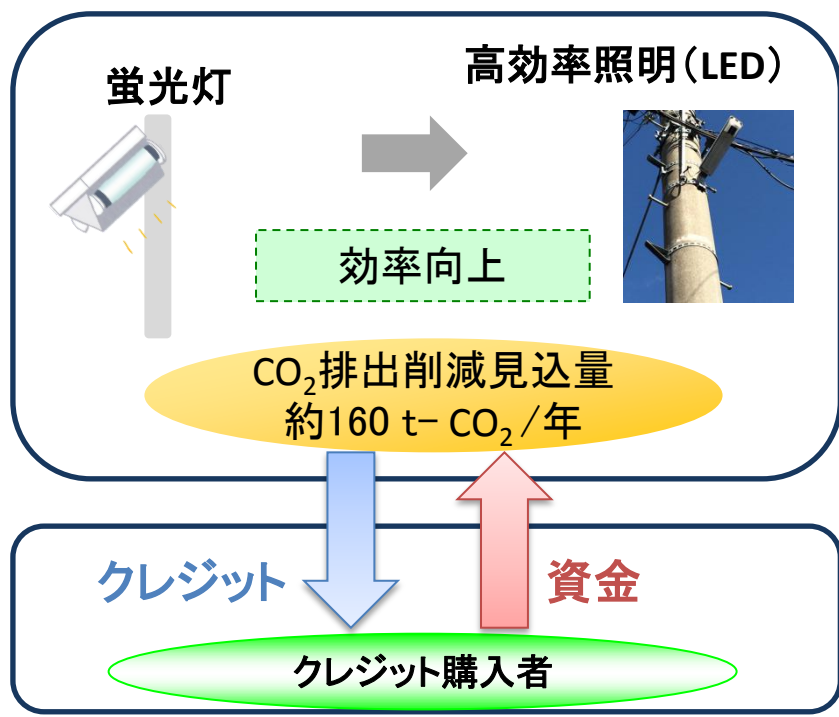 蛍光灯
高効率照明（LED）
効率向上
CO₂排出削減見込量
約160 t- CO₂ /年
クレジット
資金
クレジット購入者